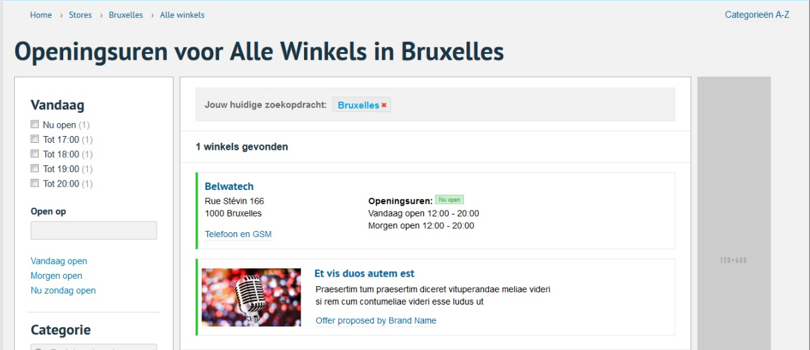 Home › Stores › Bruxelles › Alle winkels
Categorieën A-Z
Openingsuren voor Alle Winkels in Bruxelles
Vandaag
Nu open (1)
Tot 17:00 (1)
Tot 18:00 (1)
Tot 19:00 (1)
Tot 20:00 (1)
Open op
Vandaag open
Morgen open
Nu zondag open
Categorie
Jouw huidige zoekopdracht: Bruxelles ×
1 winkels gevonden
Belwatech
Rue Stévin 166
1000 Bruxelles
Telefoon en GSM
Openingsuren: Nu open
Vandaag open 12:00 - 20:00
Morgen open 12:00 - 20:00
Et vis duos autem est
Praesertim tum praesertim diceret vituperandae meliae videri
si rem cum contumeliae videri esse ludus ut
Offer proposed by Brand Name
120×600